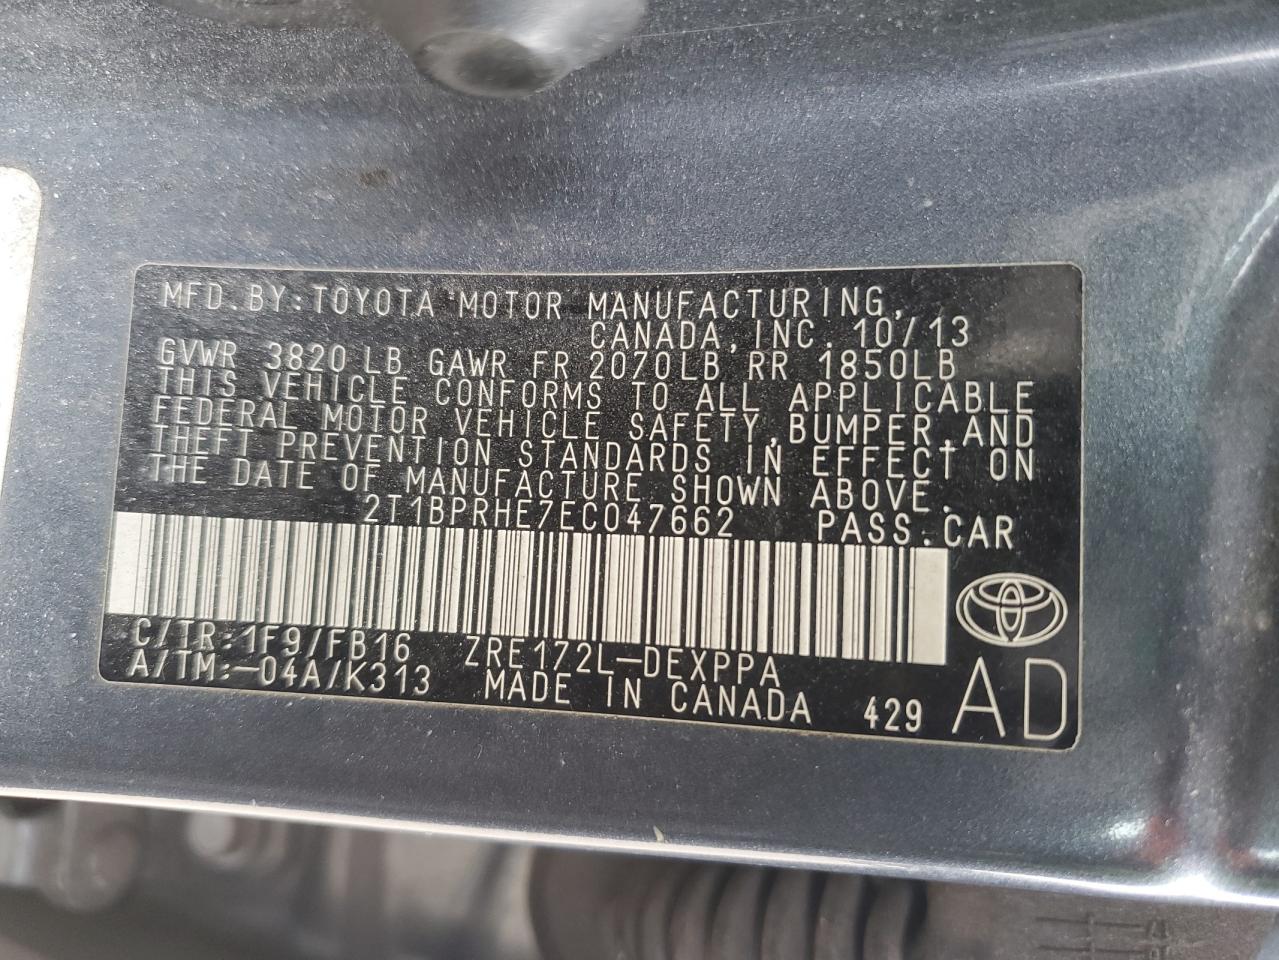 MFD.BY:TOYOTA MOTOR MANUFACTURING,
CANADA,INC. 10/13
GVWR 3820LB GAWR FR 2070LB RR 1850LB
THIS VEHICLE CONFORMS TO ALL APPLICABLE
FEDERAL MOTOR VEHICLE SAFETY,BUMPER,AND
THEFT PREVENTION STANDARDS IN EFFECT ON
THE DATE OF MANUFACTURE SHOWN ABOVE.
2T1BPRHE7EC047662 PASS.CAR
C/TR:1F9/FB16 ZRE172L-DEXPPA
A/TM:-04A/K313 MADE IN CANADA 429 AD